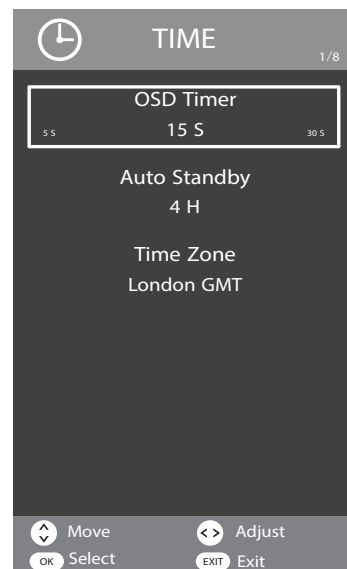 TIME
1/8
OSD Timer
5 S 15 S 30 S
Auto Standby
4 H
Time Zone
London GMT
Move Adjust
OK Select EXIT Exit